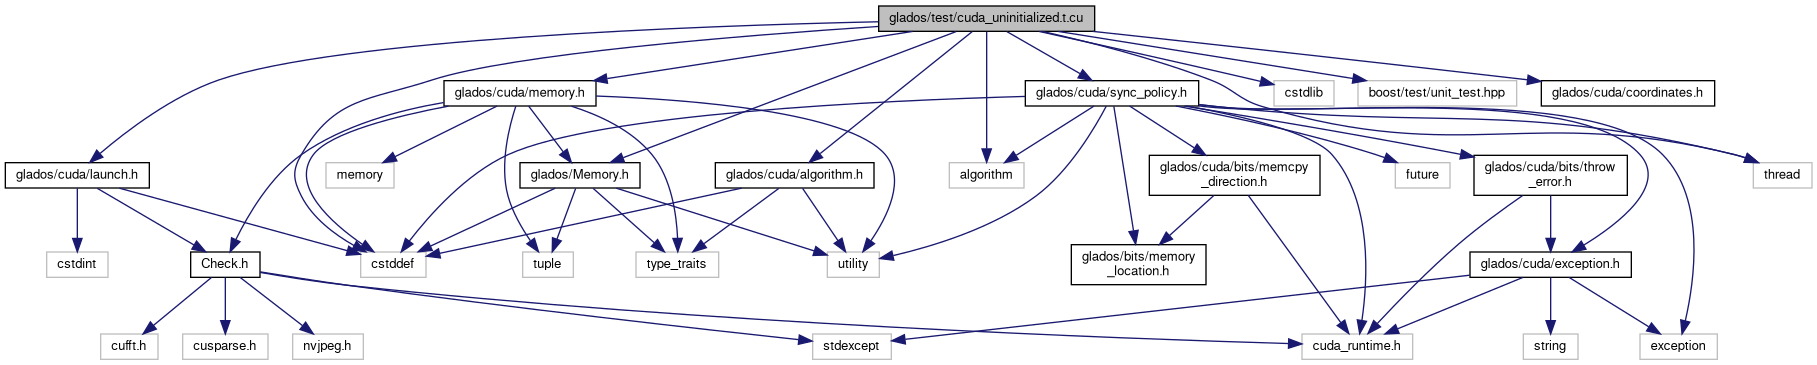 glados/test/cuda_uninitialized.t.cu
glados/cuda/memory.h
glados/cuda/sync_policy.h
cstdlib
boost/test/unit_test.hpp
glados/cuda/coordinates.h
glados/cuda/launch.h
memory
glados/Memory.h
glados/cuda/algorithm.h
algorithm
glados/cuda/bits/memcpy
_direction.h
future
glados/cuda/bits/throw
_error.h
thread
cstdint
Check.h
cstddef
tuple
type_traits
utility
glados/bits/memory
_location.h
glados/cuda/exception.h
cufft.h
cusparse.h
nvjpeg.h
stdexcept
cuda_runtime.h
string
exception